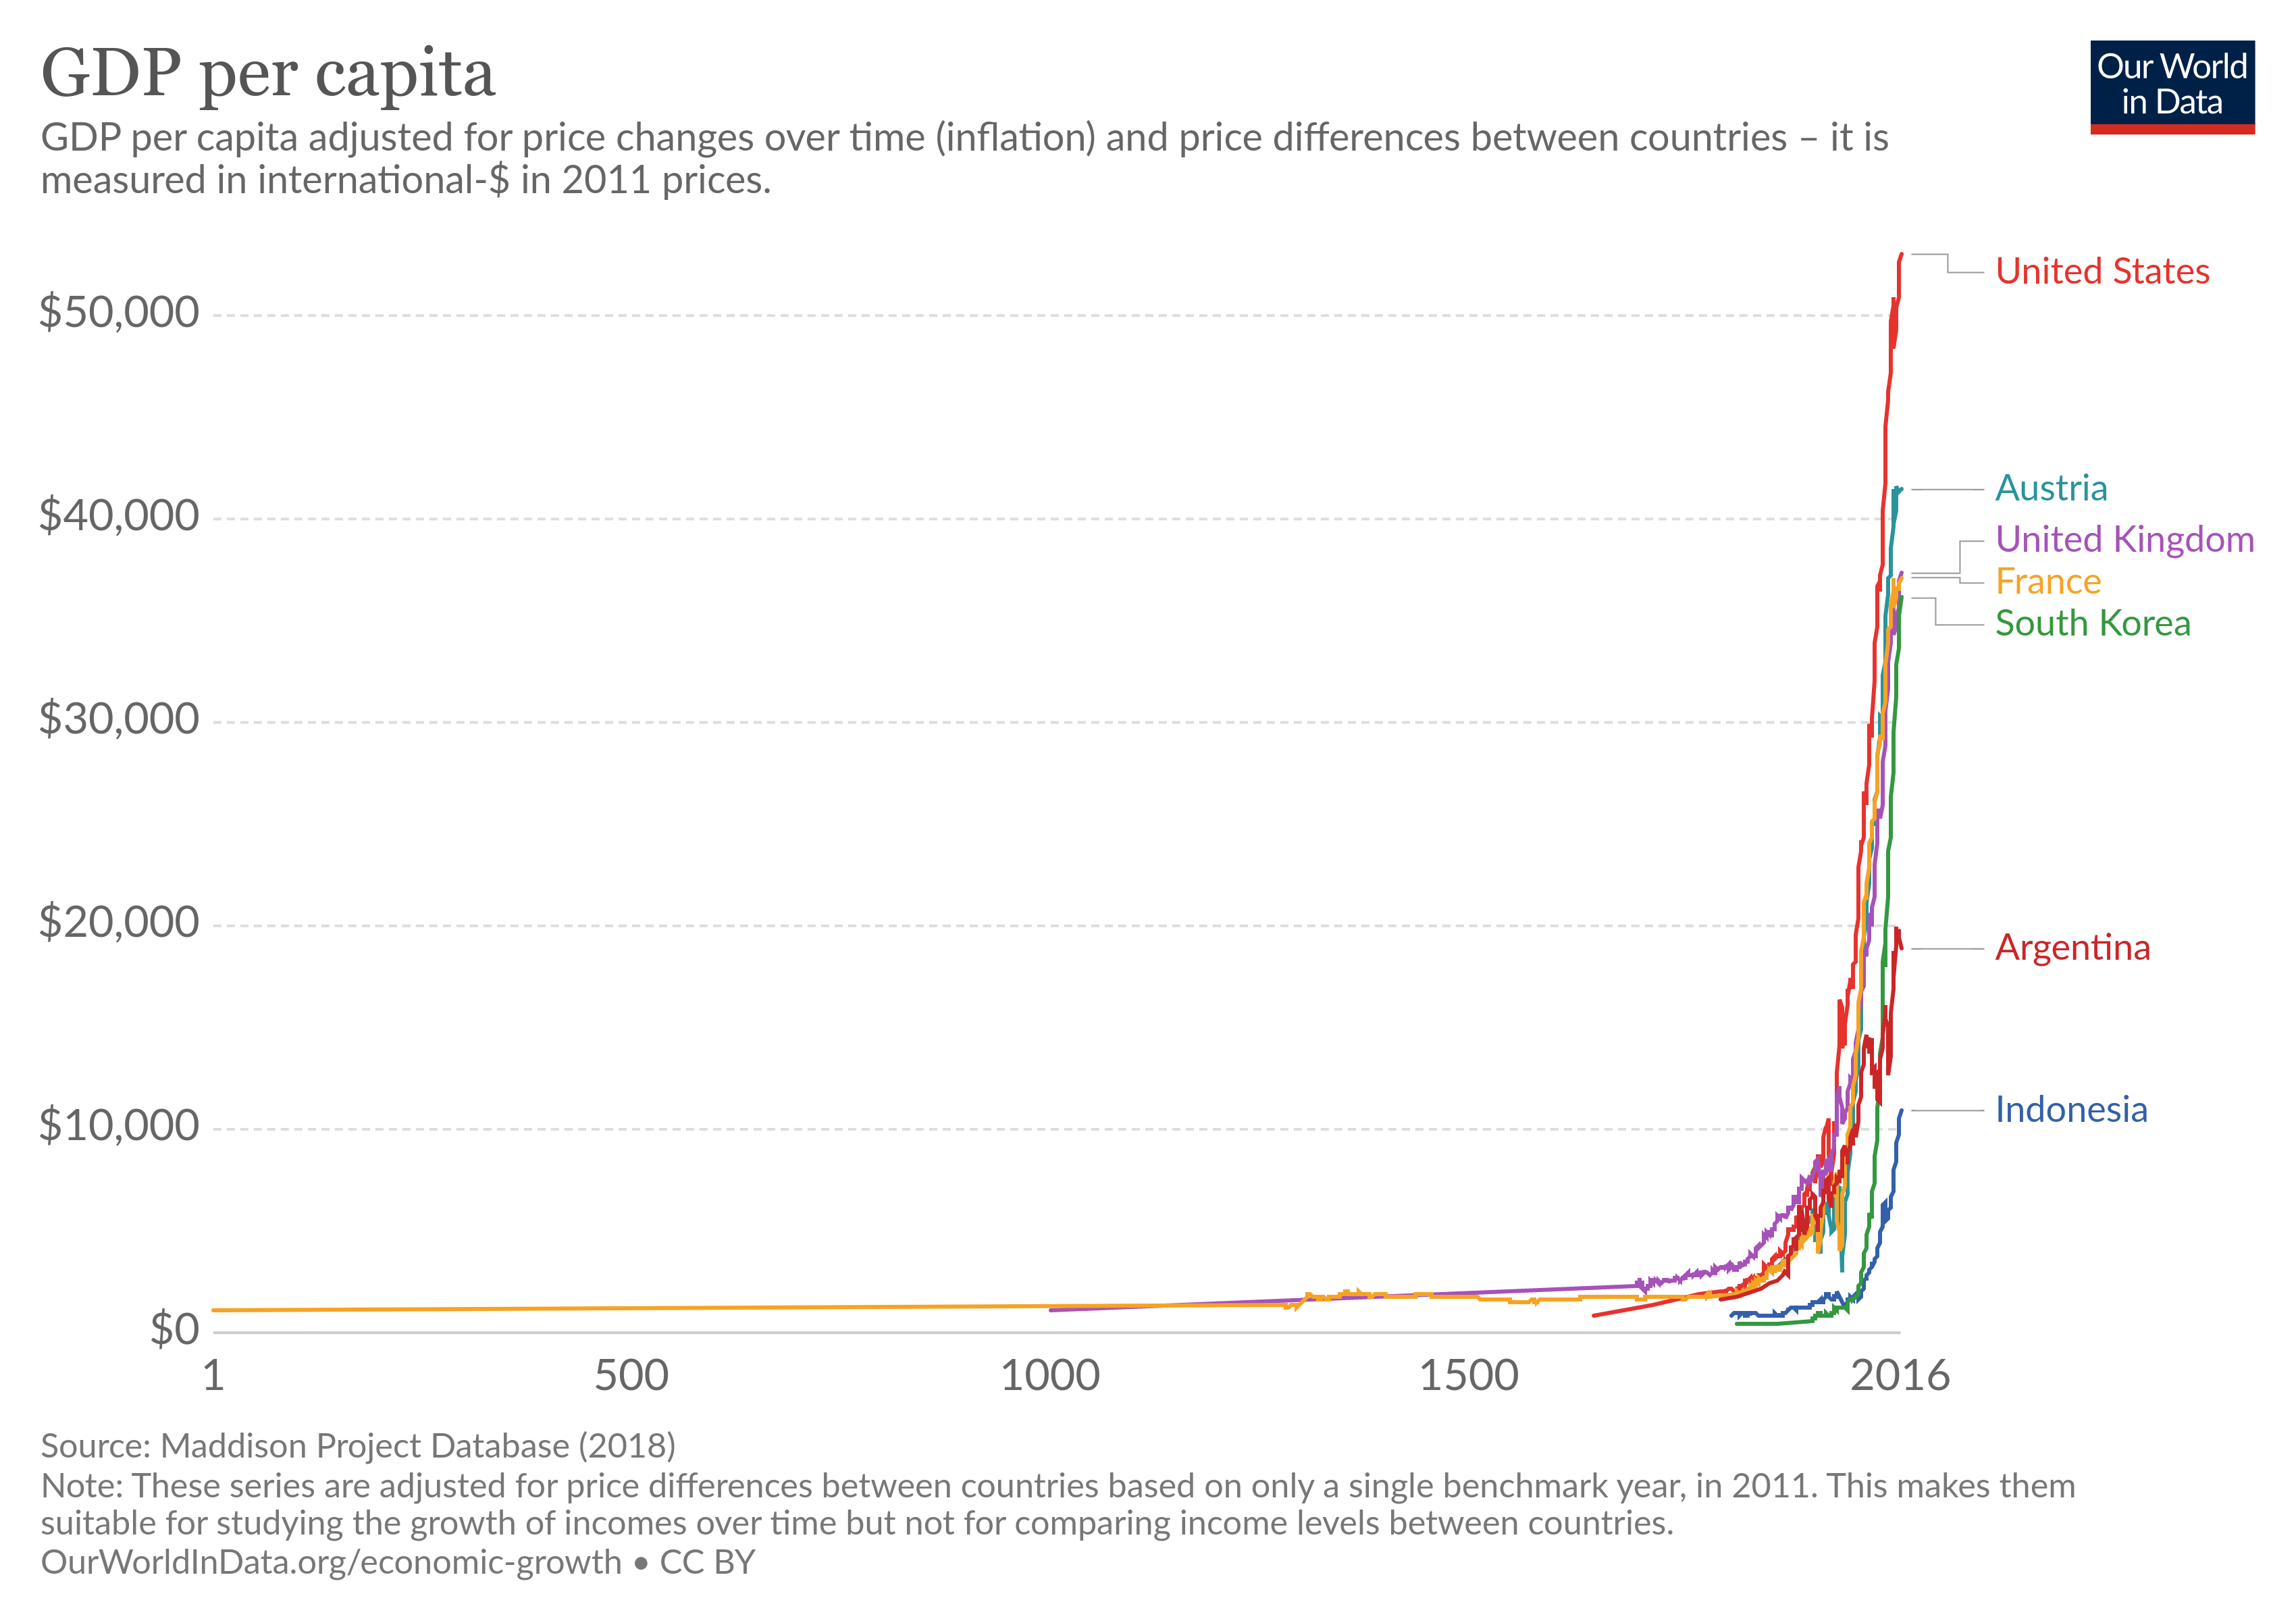 GDP per capita
Our World
in Data
GDP per capita adjusted for price changes over time (inflation) and price differences between countries – it is
measured in international-$ in 2011 prices.
$50,000
$40,000
$30,000
$20,000
$10,000
$0
United States
Austria
United Kingdom
France
South Korea
Argentina
Indonesia
1 500 1000 1500 2016
Source: Maddison Project Database (2018)
Note: These series are adjusted for price differences between countries based on only a single benchmark year, in 2011. This makes them
suitable for studying the growth of incomes over time but not for comparing income levels between countries.
OurWorldInData.org/economic-growth • CC BY